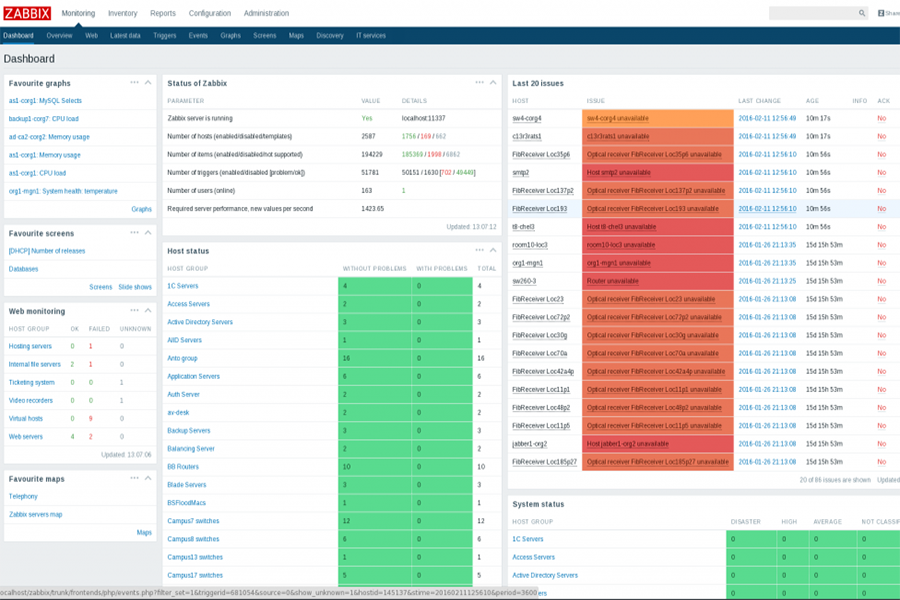 ZABBIX Monitoring Inventory Reports Configuration Administration Share
Dashboard Overview Web Latest data Triggers Events Graphs Screens Maps Discovery IT services
Dashboard
Favourite graphs
as1-corg1: MySQL Selects
backup1-corg7: CPU load
ad-ca2-corg2: Memory usage
as1-corg1: Memory usage
as1-corg1: CPU load
org1-mgn1: System health: temperature
Graphs
Favourite screens
[DHCP] Number of releases
Databases
Screens Slide shows
Web monitoring
HOST GROUP OK FAILED UNKNOWN
Hosting servers 0 1 0
Internal file servers 2 1 0
Ticketing system 0 0 1
Video recorders 0 0 1
Virtual hosts 0 9 0
Web servers 4 2 0
Updated: 13:07:06
Favourite maps
Telephony
Zabbix servers map
Maps
Status of Zabbix
PARAMETER VALUE DETAILS
Zabbix server is running Yes localhost:11337
Number of hosts (enabled/disabled/templates) 2587 1756 / 169 / 662
Number of items (enabled/disabled/not supported) 194229 185369 / 1998 / 6862
Number of triggers (enabled/disabled [problem/ok]) 51781 50151 / 1630 [702 / 49449]
Number of users (online) 163 1
Required server performance, new values per second 1423.65
Updated: 13:07:12
Host status
HOST GROUP WITHOUT PROBLEMS WITH PROBLEMS TOTAL
1C Servers 4 0 4
Access Servers 2 0 2
Active Directory Servers 3 0 3
AIID Servers 1 0 1
Anto group 16 0 16
Application Servers 6 0 6
Auth Server 2 0 2
av-desk 2 0 2
Backup Servers 3 0 3
Balancing Server 2 0 2
BB Routers 10 0 10
Blade Servers 3 0 3
BSFloodMacs 1 0 1
Campus7 switches 12 0 12
Campus8 switches 6 0 6
Campus13 switches 1 0 1
Campus17 switches 5 0 5
Last 20 issues
HOST ISSUE LAST CHANGE AGE INFO ACK
sw4-corg4 sw4-corg4 unavailable 2016-02-11 12:56:49 10m 17s No
c13r3rats1 c13r3rats1 unavailable 2016-02-11 12:56:49 10m 17s No
FibReceiver Loc35p6 Optical receiver FibReceiver Loc35p6 unavailable 2016-02-11 12:56:10 10m 56s No
smtp2 Host smtp2 unavailable 2016-02-11 12:56:10 10m 56s No
FibReceiver Loc137p2 Optical receiver FibReceiver Loc137p2 unavailable 2016-02-11 12:56:10 10m 56s No
FibReceiver Loc193 Optical receiver FibReceiver Loc193 unavailable 2016-02-11 12:56:10 10m 56s No
t8-chel3 Host t8-chel3 unavailable 2016-02-11 12:56:10 10m 56s No
room10-loc3 room10-loc3 unavailable 2016-01-26 21:13:35 15d 15h 53m No
org1-mgn1 org1-mgn1 unavailable 2016-01-26 21:13:35 15d 15h 53m No
sw260-3 Router unavailable 2016-01-26 21:13:25 15d 15h 53m No
FibReceiver Loc23 Optical receiver FibReceiver Loc23 unavailable 2016-01-26 21:13:08 15d 15h 53m No
FibReceiver Loc72p2 Optical receiver FibReceiver Loc72p2 unavailable 2016-01-26 21:13:08 15d 15h 53m No
FibReceiver Loc30g Optical receiver FibReceiver Loc30g unavailable 2016-01-26 21:13:08 15d 15h 53m No
FibReceiver Loc70a Optical receiver FibReceiver Loc70a unavailable 2016-01-26 21:13:08 15d 15h 53m No
FibReceiver Loc42a4p Optical receiver FibReceiver Loc42a4p unavailable 2016-01-26 21:13:08 15d 15h 53m No
FibReceiver Loc11p1 Optical receiver FibReceiver Loc11p1 unavailable 2016-01-26 21:13:08 15d 15h 53m No
FibReceiver Loc48p2 Optical receiver FibReceiver Loc48p2 unavailable 2016-01-26 21:13:08 15d 15h 53m No
FibReceiver Loc11p5 Optical receiver FibReceiver Loc11p5 unavailable 2016-01-26 21:13:08 15d 15h 53m No
jabber1-org2 Host jabber1-org2 unavailable 2016-01-26 21:13:08 15d 15h 53m No
FibReceiver Loc185p27 Optical receiver FibReceiver Loc185p27 unavailable 2016-01-26 21:13:08 15d 15h 53m No
20 of 86 issues are shown Updated
System status
HOST GROUP DISASTER HIGH AVERAGE NOT CLASSIF
1C Servers 0 0 0 0
Access Servers 0 0 0 0
Active Directory Servers 0 0 0 0
ers 0 0 0 0
ocalhost/zabbix/trunk/frontends/php/events.php?filter_set=1&triggerid=681054&source=0&show_unknown=1&hostid=145137&stime=20160211125610&period=3600